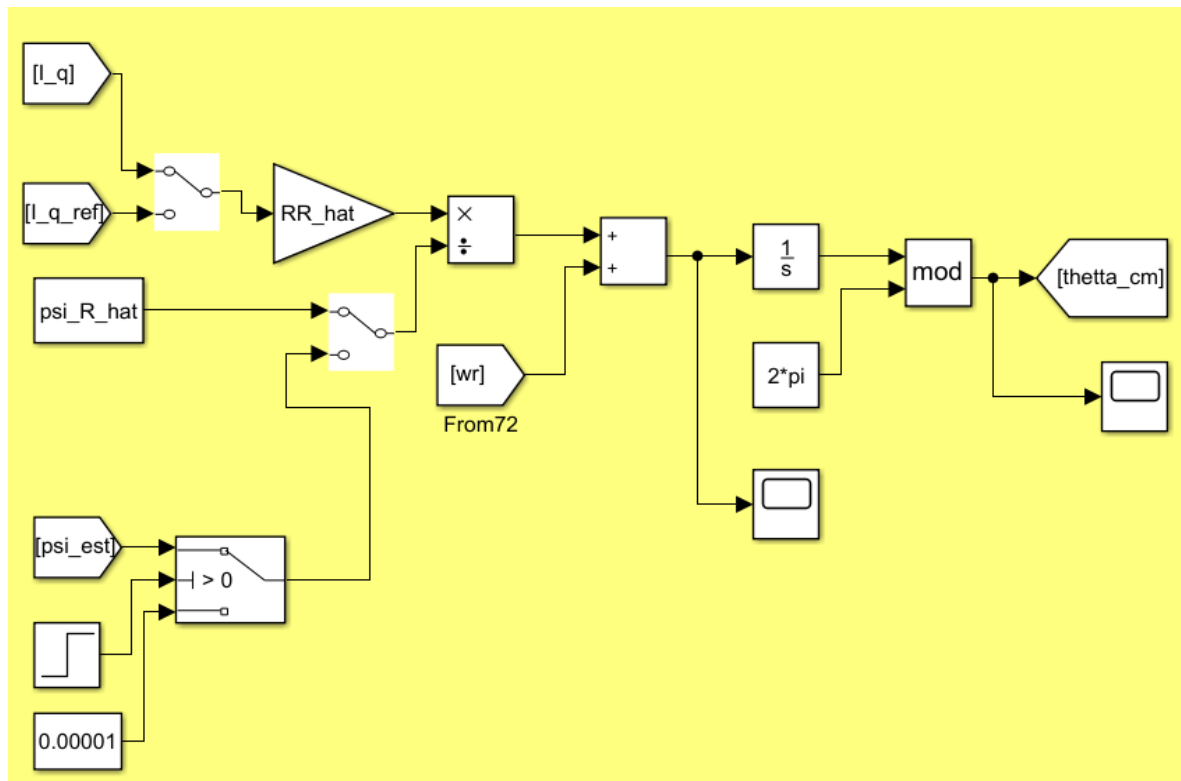 [I_q]
[I_q_ref]
RR_hat
×
÷
psi_R_hat
+
+
1
s
mod
[thetta_cm]
[wr]
From72
2*pi
[psi_est]
> 0
0.00001